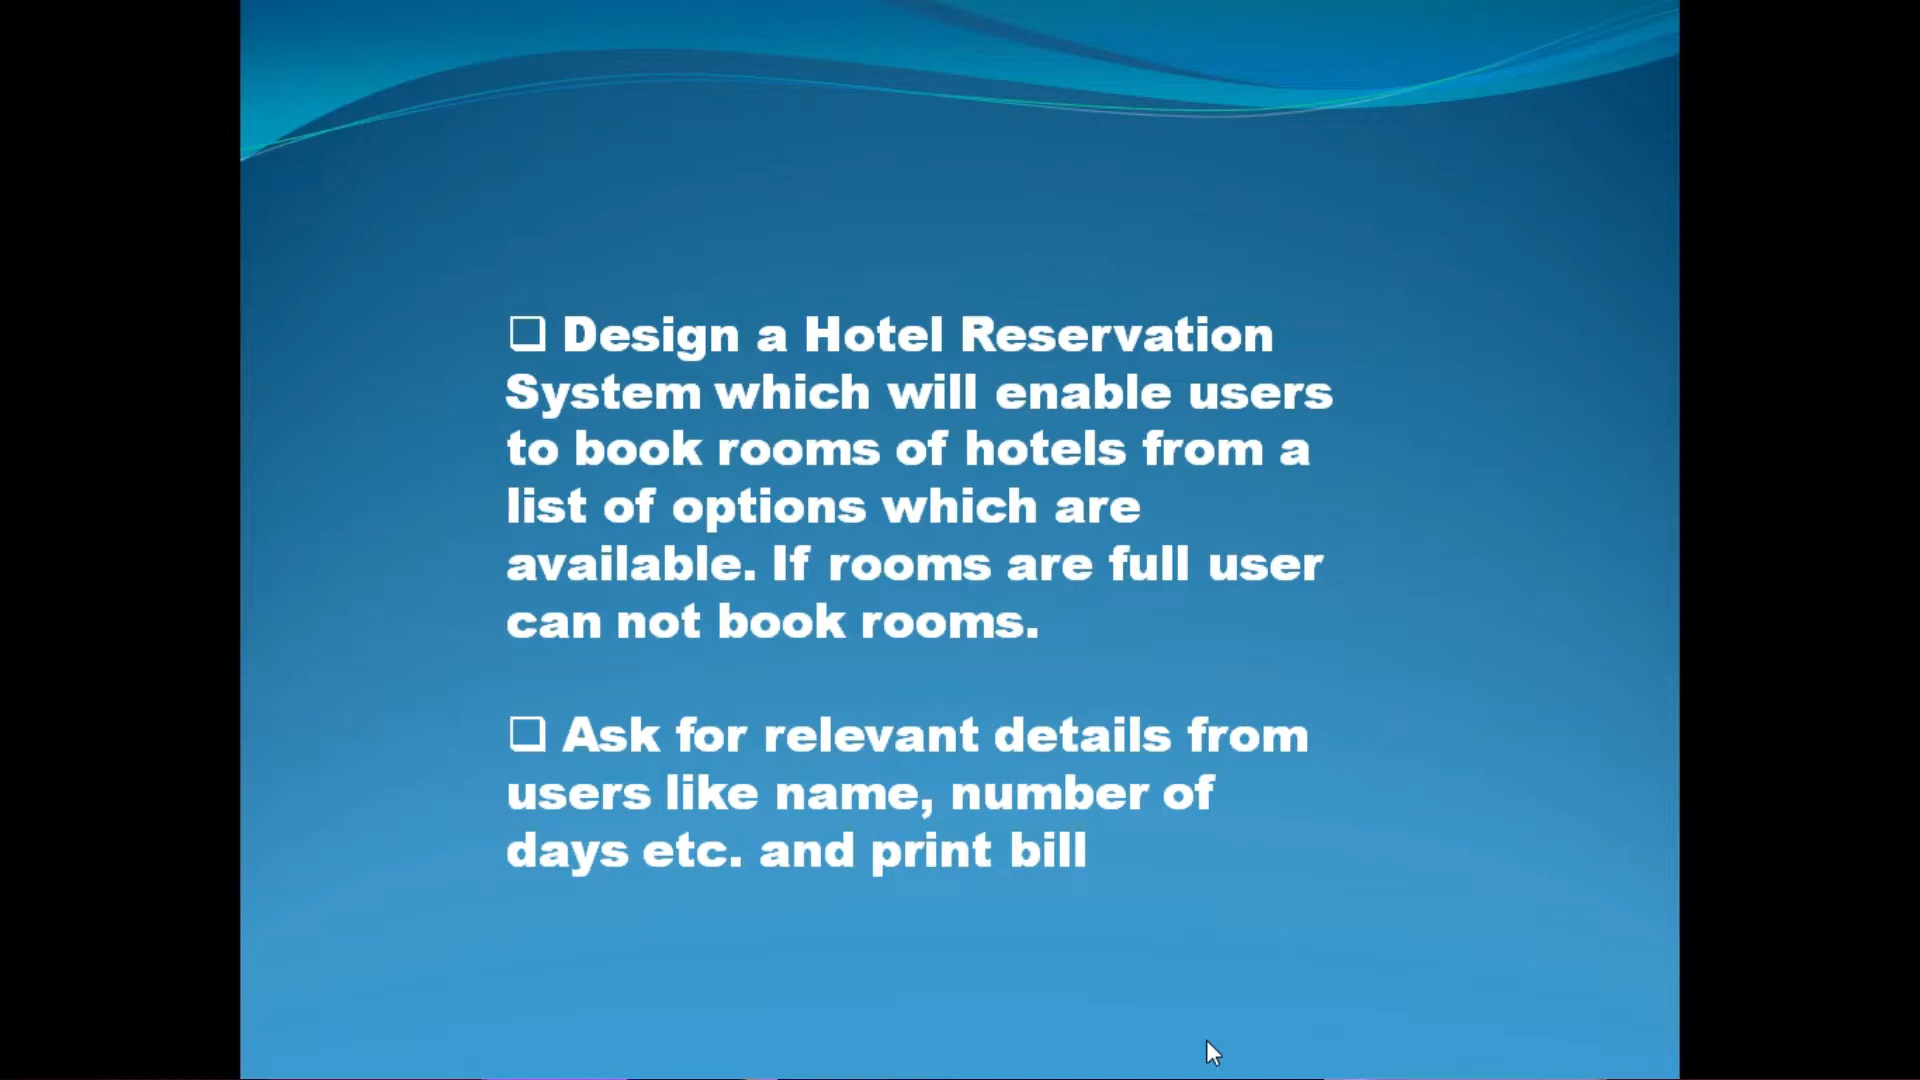 ❑ Design a Hotel Reservation
System which will enable users
to book rooms of hotels from a
list of options which are
available. If rooms are full user
can not book rooms.
❑ Ask for relevant details from
users like name, number of
days etc. and print bill